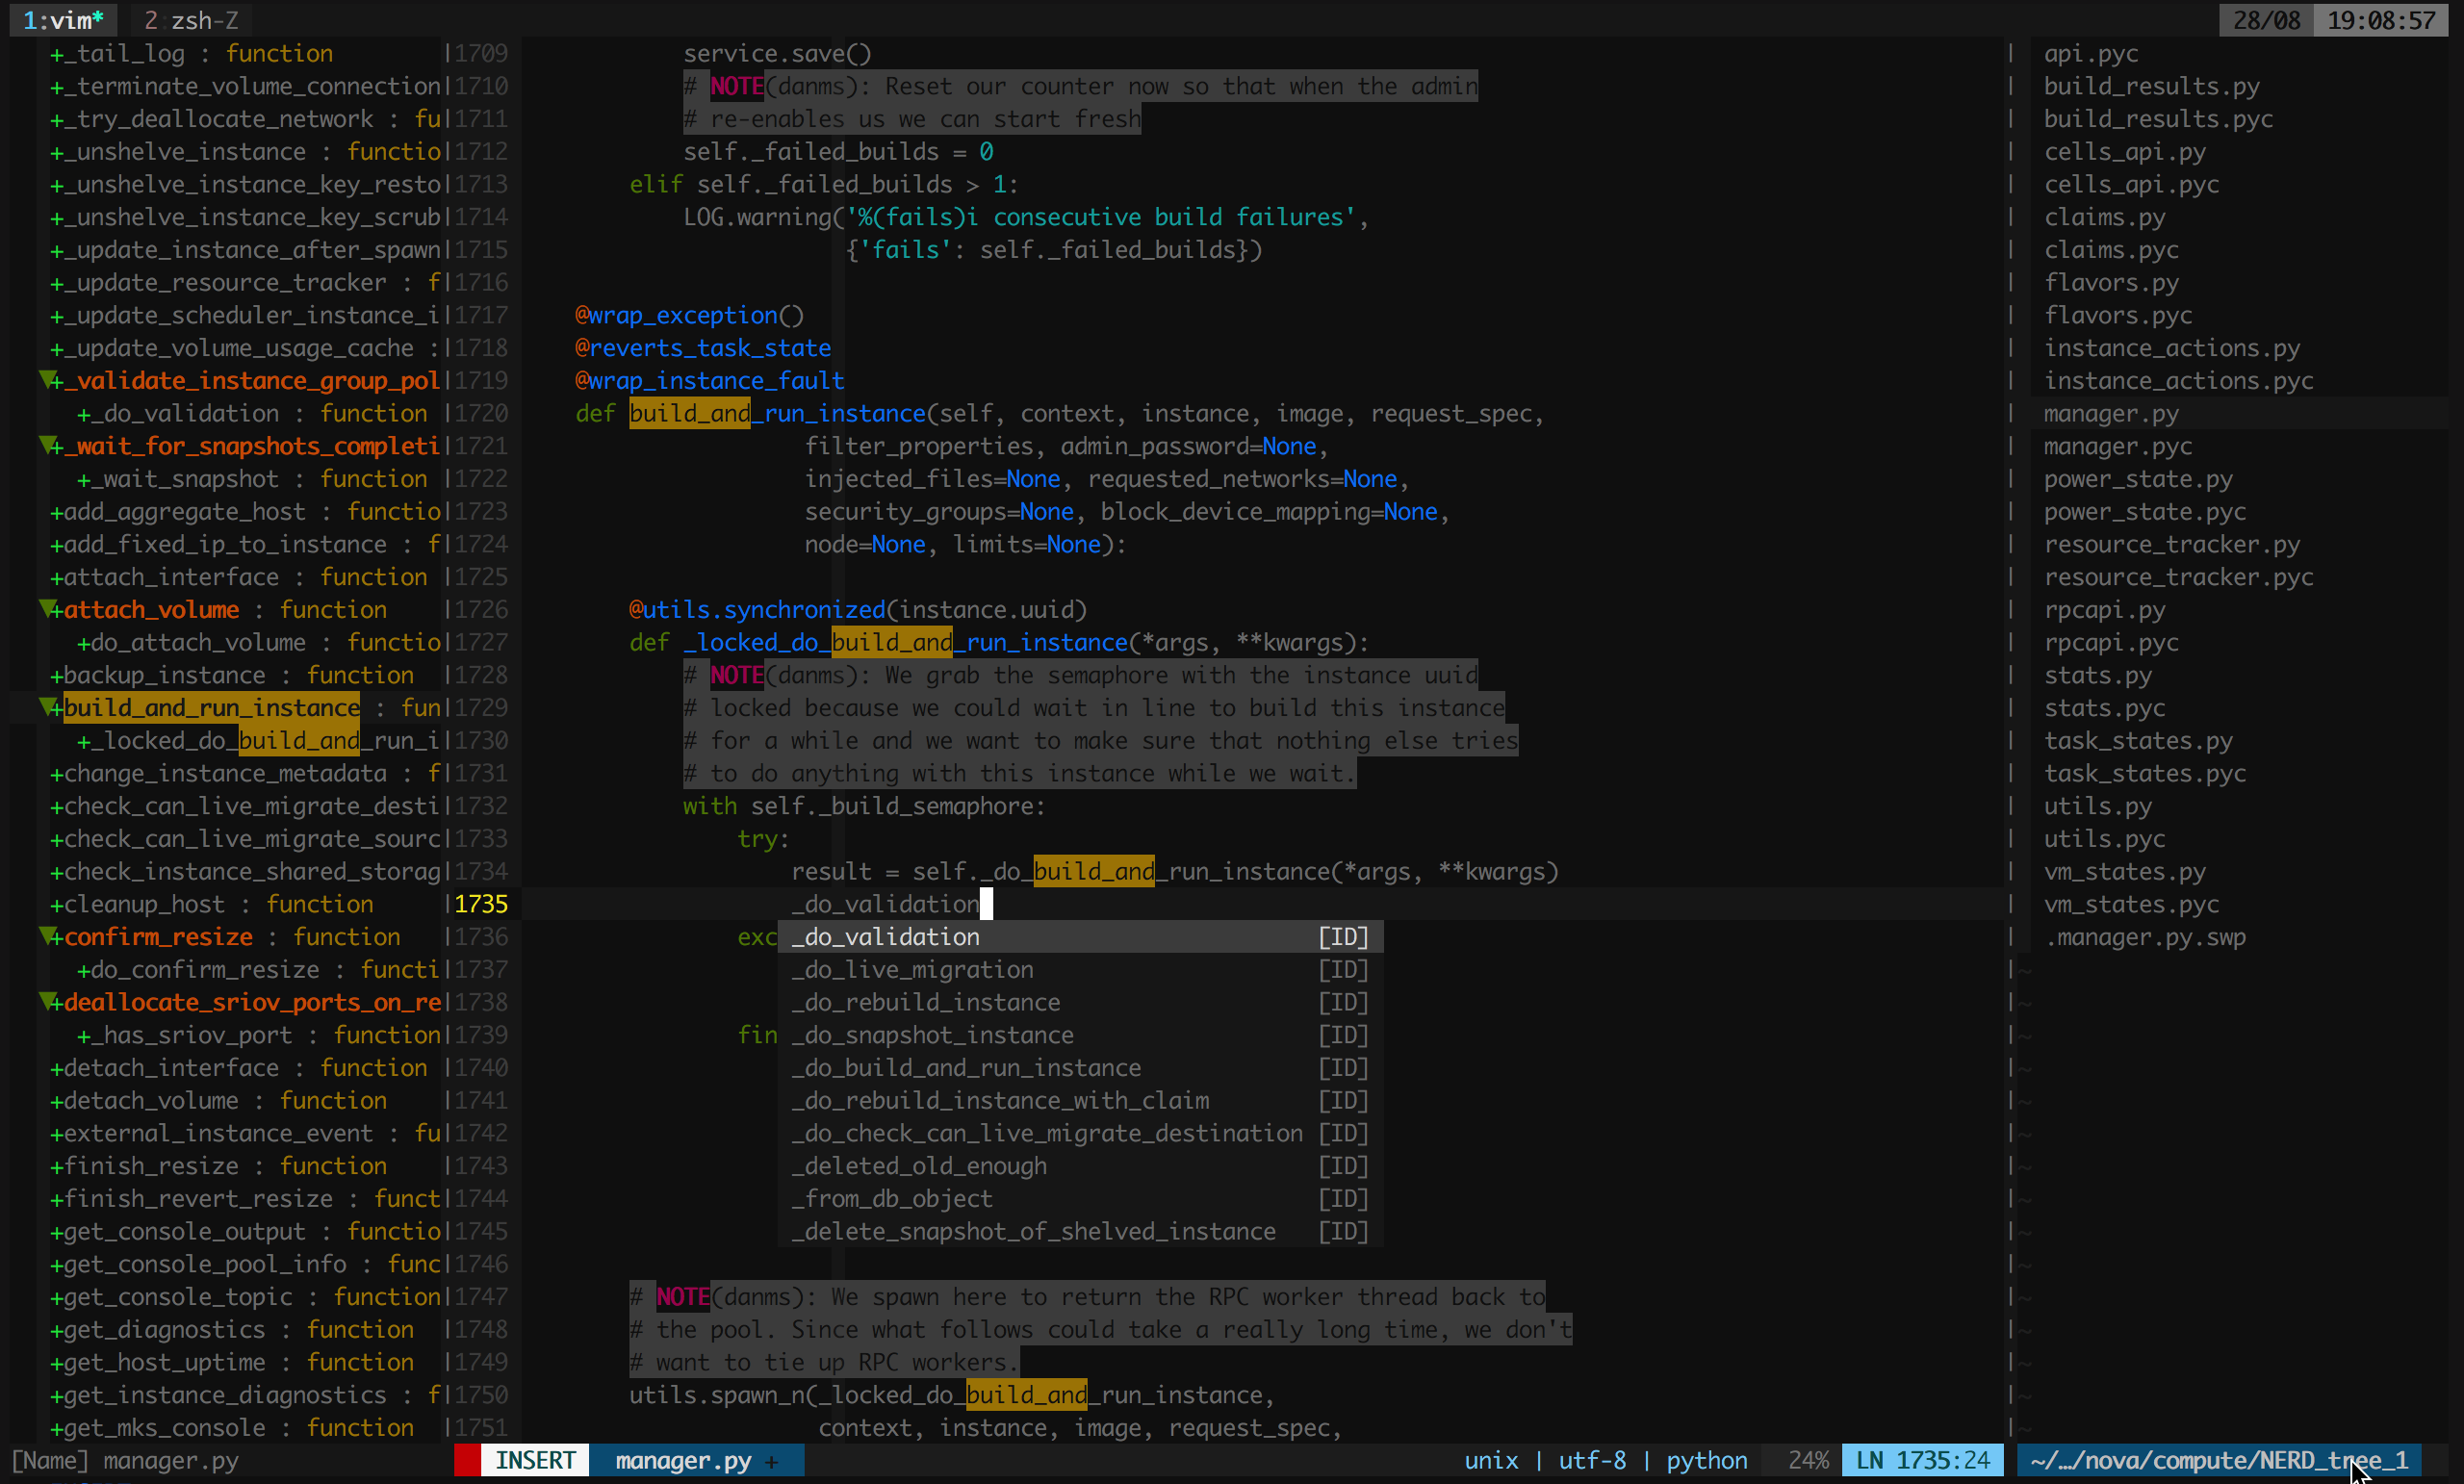 1:vim* 2 zsh-Z 28/08 19:08:57
+_tail_log : function
+_terminate_volume_connection
+_try_deallocate_network : fu
+_unshelve_instance : functio
+_unshelve_instance_key_resto
+_unshelve_instance_key_scrub
+_update_instance_after_spawn
+_update_resource_tracker : f
+_update_scheduler_instance_i
+_update_volume_usage_cache :
▼+_validate_instance_group_pol
+_do_validation : function
▼+_wait_for_snapshots_completi
+_wait_snapshot : function
+add_aggregate_host : functio
+add_fixed_ip_to_instance : f
+attach_interface : function
▼+attach_volume : function
+do_attach_volume : functio
+backup_instance : function
▼+build_and_run_instance : fun
+_locked_do_build_and_run_i
+change_instance_metadata : f
+check_can_live_migrate_desti
+check_can_live_migrate_sourc
+check_instance_shared_storag
+cleanup_host : function
▼+confirm_resize : function
+do_confirm_resize : functi
▼+deallocate_sriov_ports_on_re
+_has_sriov_port : function
+detach_interface : function
+detach_volume : function
+external_instance_event : fu
+finish_resize : function
+finish_revert_resize : funct
+get_console_output : functio
+get_console_pool_info : func
+get_console_topic : function
+get_diagnostics : function
+get_host_uptime : function
+get_instance_diagnostics : f
+get_mks_console : function
[Name] manager.py
1709 service.save()
1710 # NOTE(danms): Reset our counter now so that when the admin
1711 # re-enables us we can start fresh
1712 self._failed_builds = 0
1713 elif self._failed_builds > 1:
1714 LOG.warning('%(fails)i consecutive build failures',
1715 {'fails': self._failed_builds})
1716
1717 @wrap_exception()
1718 @reverts_task_state
1719 @wrap_instance_fault
1720 def build_and_run_instance(self, context, instance, image, request_spec,
1721 filter_properties, admin_password=None,
1722 injected_files=None, requested_networks=None,
1723 security_groups=None, block_device_mapping=None,
1724 node=None, limits=None):
1725
1726 @utils.synchronized(instance.uuid)
1727 def _locked_do_build_and_run_instance(*args, **kwargs):
1728 # NOTE(danms): We grab the semaphore with the instance uuid
1729 # locked because we could wait in line to build this instance
1730 # for a while and we want to make sure that nothing else tries
1731 # to do anything with this instance while we wait.
1732 with self._build_semaphore:
1733 try:
1734 result = self._do_build_and_run_instance(*args, **kwargs)
1735 _do_validation
1736 exc _do_validation [ID]
1737 _do_live_migration [ID]
1738 _do_rebuild_instance [ID]
1739 fin _do_snapshot_instance [ID]
1740 _do_build_and_run_instance [ID]
1741 _do_rebuild_instance_with_claim [ID]
1742 _do_check_can_live_migrate_destination [ID]
1743 _deleted_old_enough [ID]
1744 _from_db_object [ID]
1745 _delete_snapshot_of_shelved_instance [ID]
1746
1747 # NOTE(danms): We spawn here to return the RPC worker thread back to
1748 # the pool. Since what follows could take a really long time, we don't
1749 # want to tie up RPC workers.
1750 utils.spawn_n(_locked_do_build_and_run_instance,
1751 context, instance, image, request_spec,
INSERT manager.py + unix | utf-8 | python 24% LN 1735:24
api.pyc
build_results.py
build_results.pyc
cells_api.py
cells_api.pyc
claims.py
claims.pyc
flavors.py
flavors.pyc
instance_actions.py
instance_actions.pyc
manager.py
manager.pyc
power_state.py
power_state.pyc
resource_tracker.py
resource_tracker.pyc
rpcapi.py
rpcapi.pyc
stats.py
stats.pyc
task_states.py
task_states.pyc
utils.py
utils.pyc
vm_states.py
vm_states.pyc
.manager.py.swp
~/…/nova/compute/NERD_tree_1